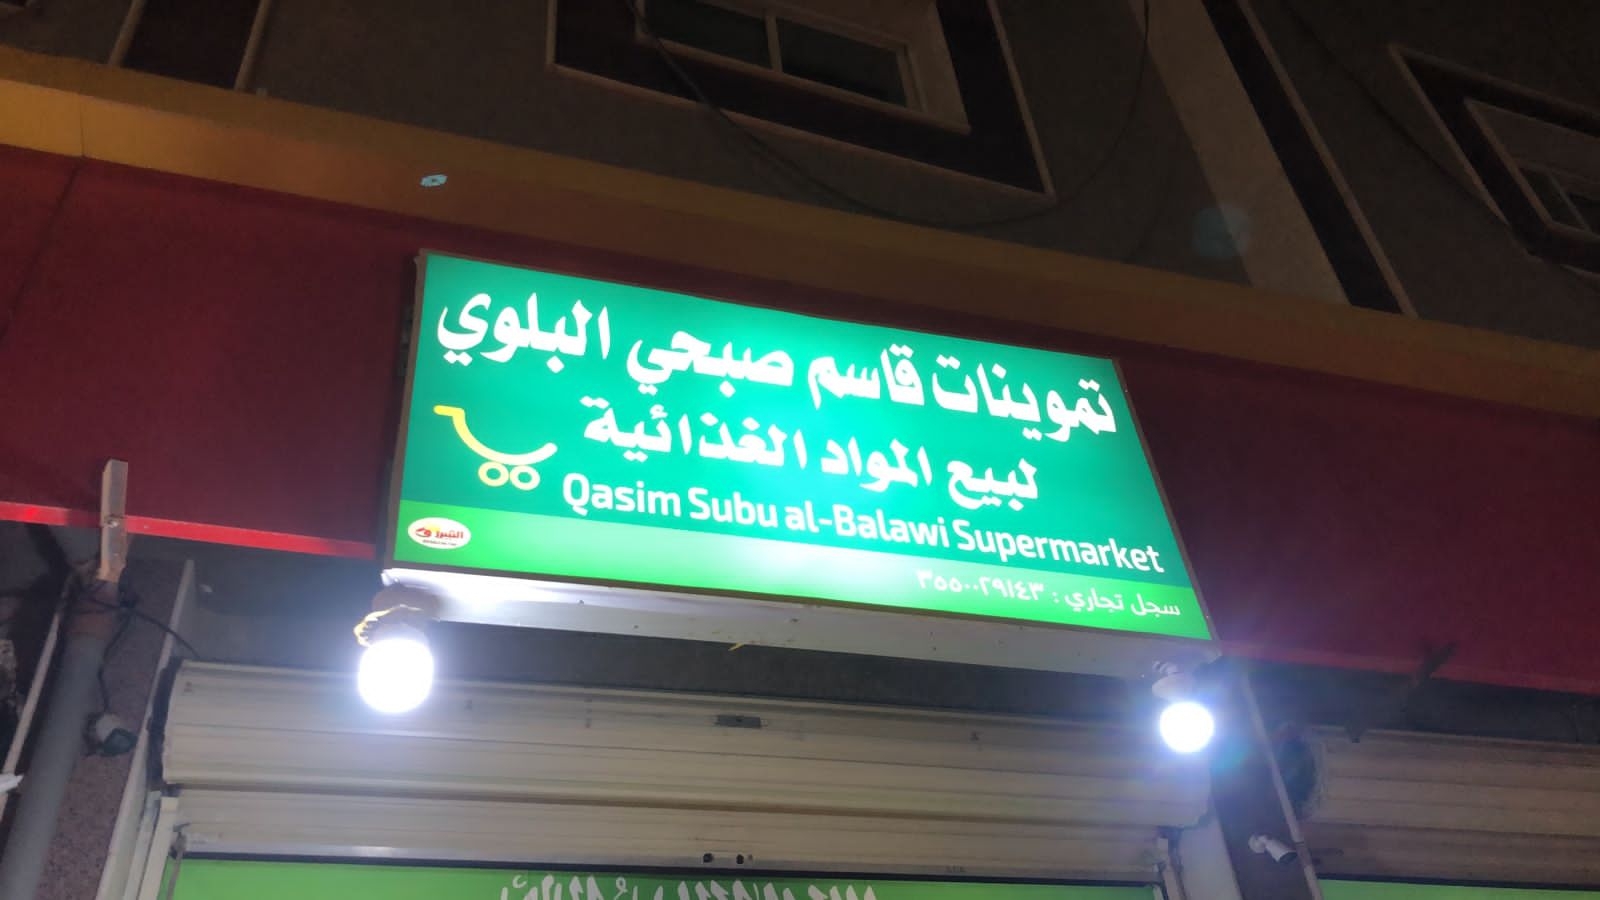 تموينات قاسم صبحي البلوي
لبيع المواد الغذائية
Qasim Subu al-Balawi Supermarket
سجل تجاري : ٣٥٥٠٠٢٩١٤٣